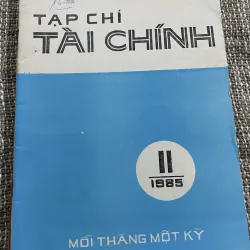 TẠP CHÍ
TÀI CHÍNH
11
1985
MỖI THÁNG MỘT KỲ